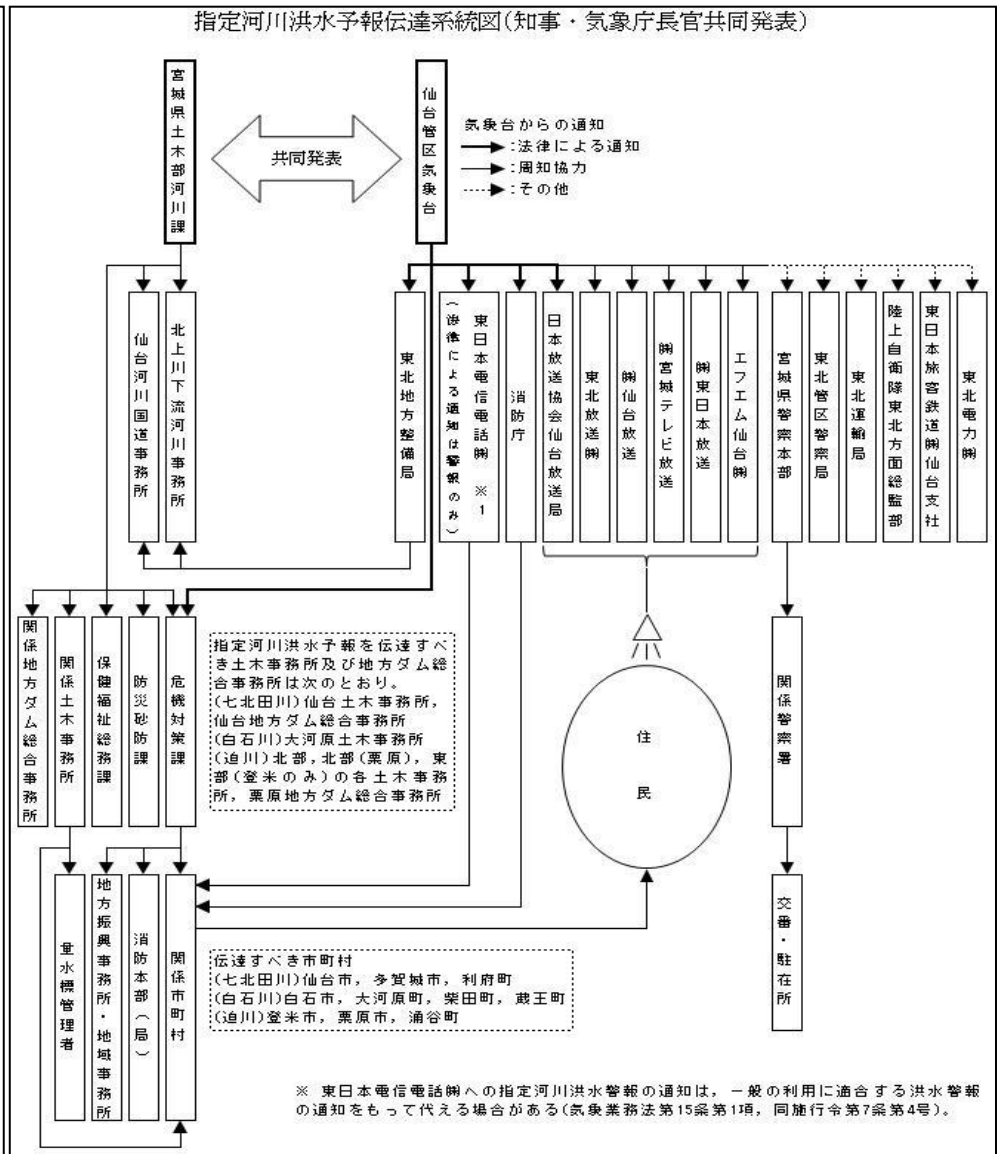 指定河川洪水予報伝達系統図(知事・気象庁長官共同発表)
宮城県土木部河川課
共同発表
仙台管区気象台
気象台からの通知
:法律による通知
:周知協力
:その他
仙台河川国道事務所
北上川下流河川事務所
東北地方整備局
東日本電信電話㈱ ※1
(法律による通知は警報のみ)
消防庁
日本放送協会仙台放送局
東北放送㈱
㈱仙台放送
㈱宮城テレビ放送
㈱東日本放送
エフエム仙台㈱
宮城県警察本部
東北管区警察局
東北運輸局
陸上自衛隊東北方面総監部
東日本旅客鉄道㈱仙台支社
東北電力㈱
関係地方ダム総合事務所
関係土木事務所
保健福祉総務課
防災砂防課
危機対策課
指定河川洪水予報を伝達すべ
き土木事務所及び地方ダム総
合事務所は次のとおり。
(七北田川)仙台土木事務所,
仙台地方ダム総合事務所
(白石川)大河原土木事務所
(迫川)北部,北部(栗原),東
部(登米のみ)の各土木事務
所,栗原地方ダム総合事務所
住民
関係警察署
量水標管理者
地方振興事務所・地域事務所
消防本部(局)
関係市町村
伝達すべき市町村
(七北田川)仙台市,多賀城市,利府町
(白石川)白石市,大河原町,柴田町,蔵王町
(迫川)登米市,栗原市,涌谷町
交番・駐在所
※ 東日本電信電話㈱への指定河川洪水警報の通知は,一般の利用に適合する洪水警報
の通知をもって代える場合がある(気象業務法第15条第1項,同施行令第7条第4号)。